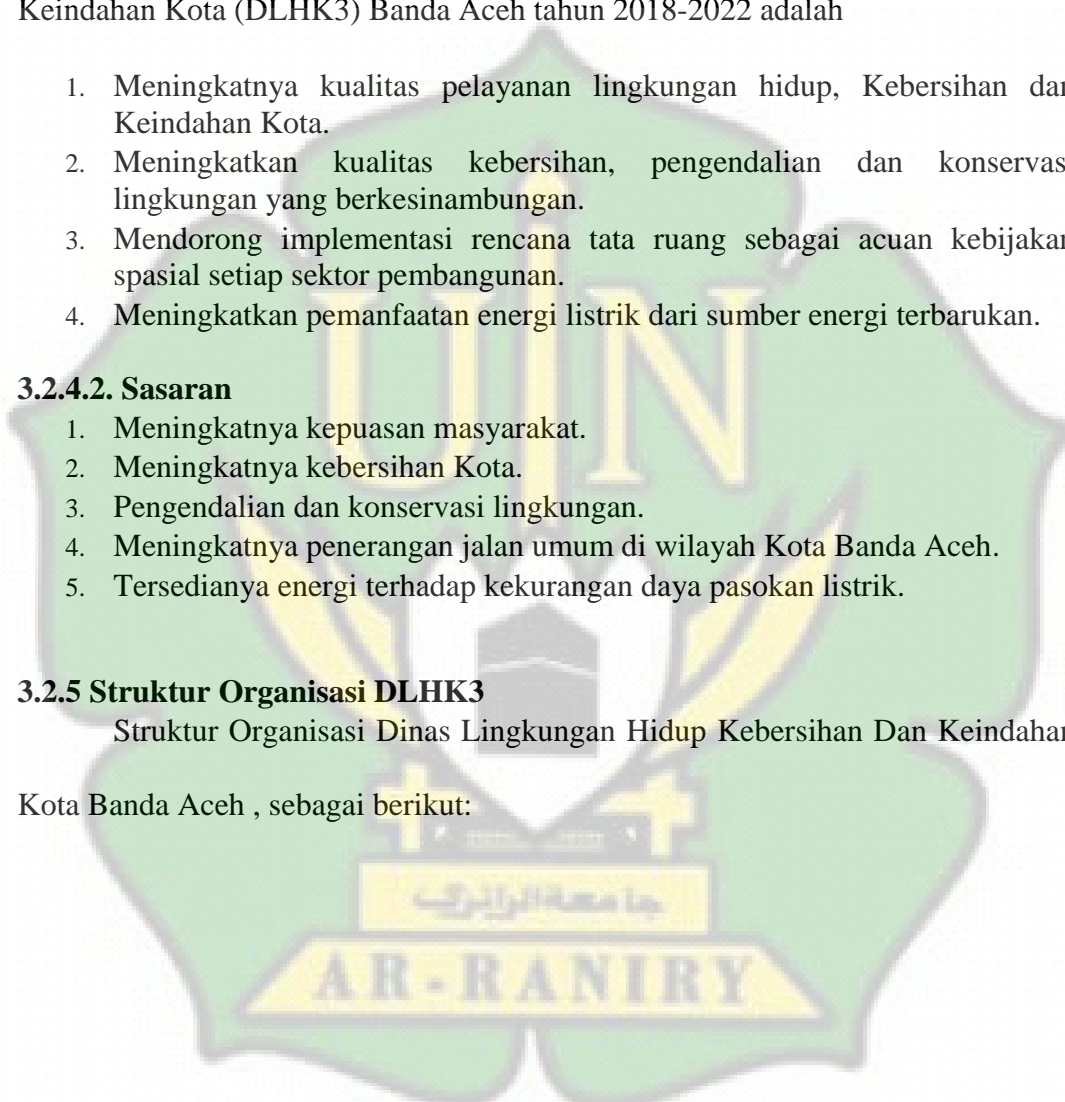 Keindahan Kota (DLHK3) Banda Aceh tahun 2018-2022 adalah
1. Meningkatnya kualitas pelayanan lingkungan hidup, Kebersihan dan
Keindahan Kota.
2. Meningkatkan kualitas kebersihan, pengendalian dan konservasi
lingkungan yang berkesinambungan.
3. Mendorong implementasi rencana tata ruang sebagai acuan kebijakan
spasial setiap sektor pembangunan.
4. Meningkatkan pemanfaatan energi listrik dari sumber energi terbarukan.
3.2.4.2. Sasaran
1. Meningkatnya kepuasan masyarakat.
2. Meningkatnya kebersihan Kota.
3. Pengendalian dan konservasi lingkungan.
4. Meningkatnya penerangan jalan umum di wilayah Kota Banda Aceh.
5. Tersedianya energi terhadap kekurangan daya pasokan listrik.
3.2.5 Struktur Organisasi DLHK3
Struktur Organisasi Dinas Lingkungan Hidup Kebersihan Dan Keindahan
Kota Banda Aceh , sebagai berikut:
UIN
جامعة الرانري
AR-RANIRY